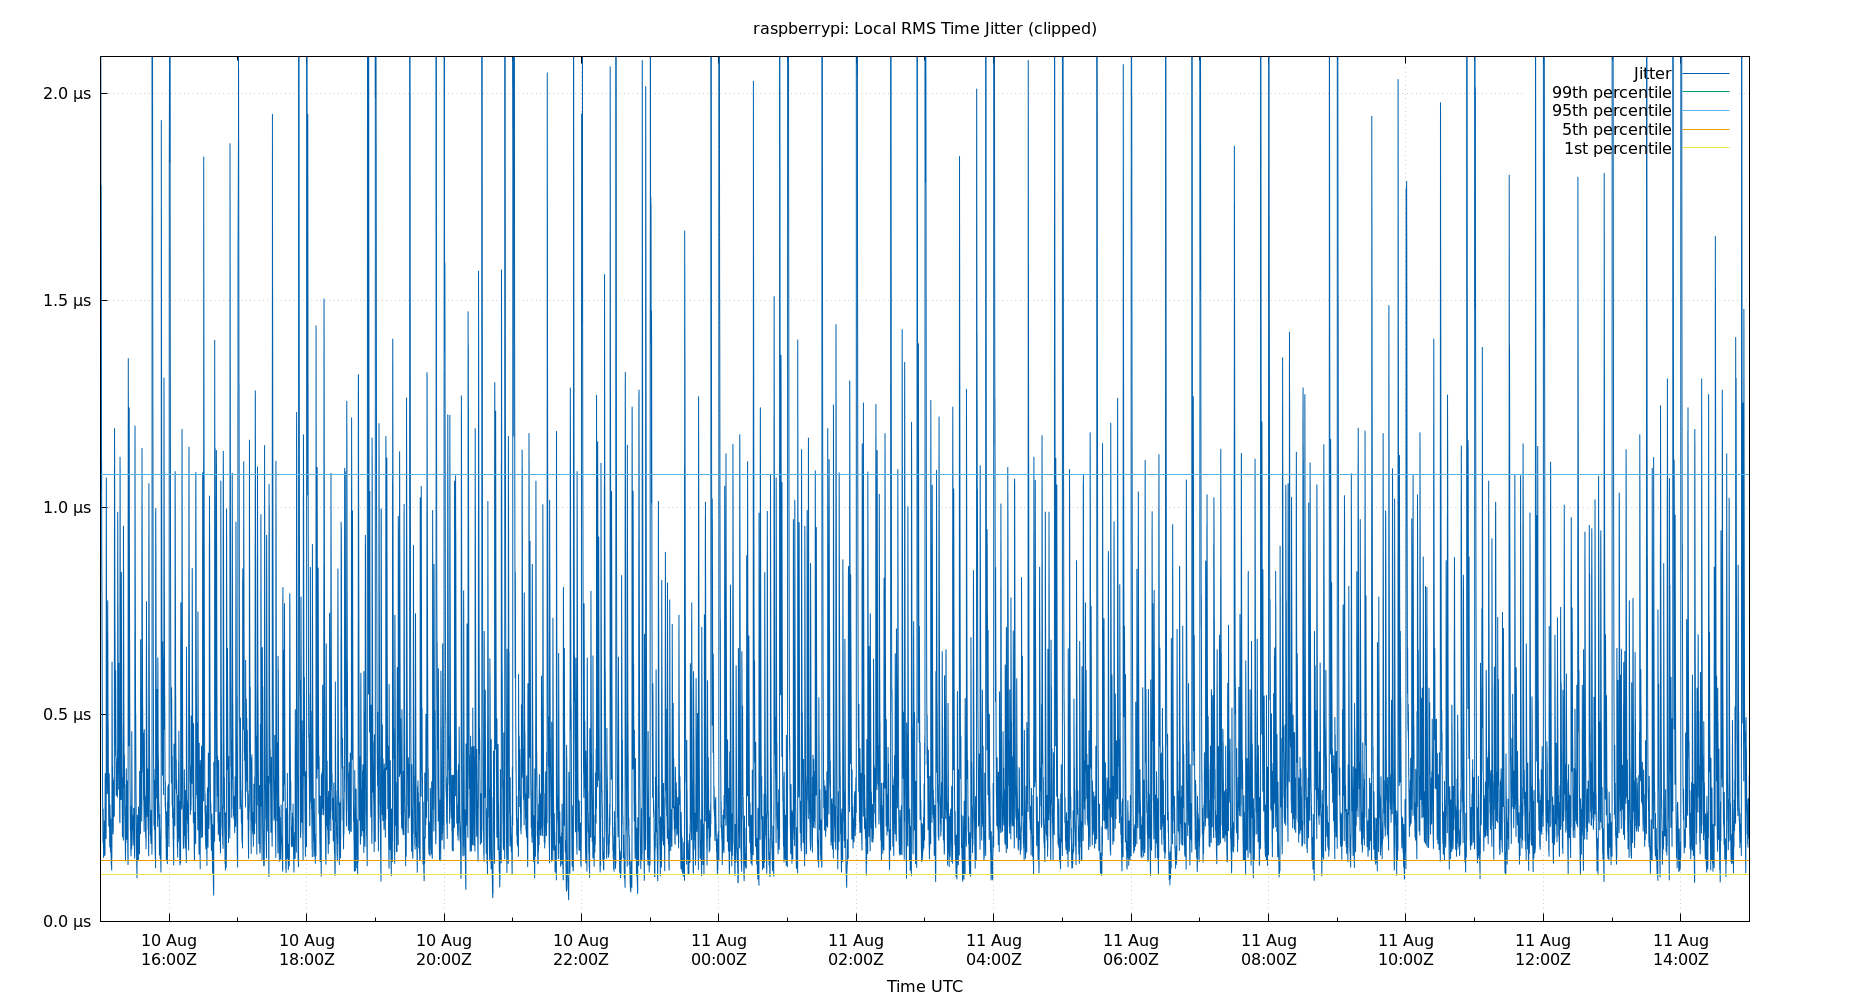 raspberrypi: Local RMS Time Jitter (clipped)
2.0 μs
1.5 μs
1.0 μs
0.5 μs
0.0 μs
Jitter
99th percentile
95th percentile
5th percentile
1st percentile
10 Aug 10 Aug 10 Aug 10 Aug 11 Aug 11 Aug 11 Aug 11 Aug 11 Aug 11 Aug 11 Aug 11 Aug
16:00Z 18:00Z 20:00Z 22:00Z 00:00Z 02:00Z 04:00Z 06:00Z 08:00Z 10:00Z 12:00Z 14:00Z
Time UTC